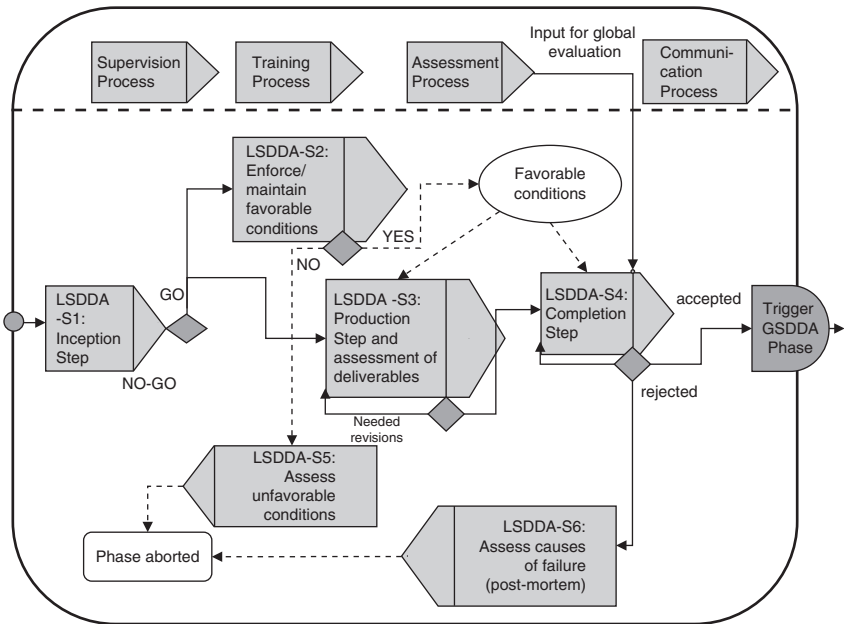 Supervision
Process
Training
Process
Assessment
Process
Input for global
evaluation
Communi-
cation
Process
LSDDA-S2:
Enforce/
maintain
favorable
conditions
Favorable
conditions
YES
NO
LSDDA
-S1:
Inception
Step
GO
NO-GO
LSDDA -S3:
Production
Step and
assessment of
deliverables
Needed
revisions
LSDDA-S4:
Completion
Step
accepted
rejected
Trigger
GSDDA
Phase
LSDDA-S5:
Assess
unfavorable
conditions
LSDDA-S6:
Assess causes
of failure
(post-mortem)
Phase aborted